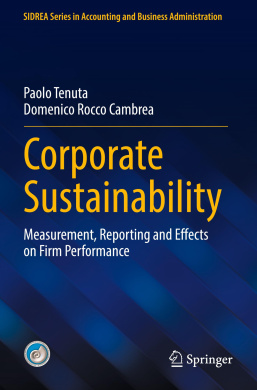 SIDREA Series in Accounting and Business Administration
Paolo Tenuta
Domenico Rocco Cambrea
Corporate
Sustainability
Measurement, Reporting and Effects
on Firm Performance
Springer